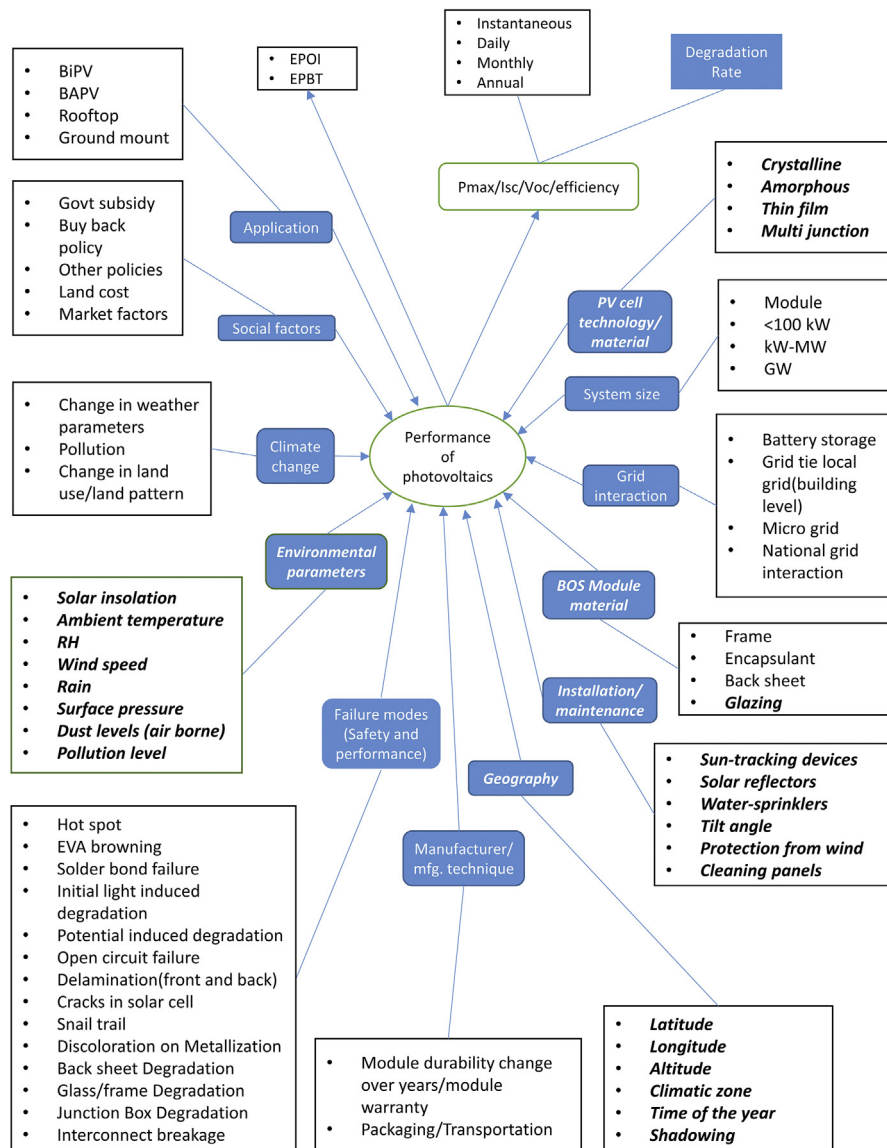 • Instantaneous
• Daily
• Monthly
• Annual
Degradation
Rate
• EPOI
• EPBT
• BiPV
• BAPV
• Rooftop
• Ground mount
Pmax/Isc/Voc/efficiency
• Crystalline
• Amorphous
• Thin film
• Multi junction
• Govt subsidy
• Buy back
policy
• Other policies
• Land cost
• Market factors
Application
Social factors
PV cell
technology/
material
• Module
• <100 kW
• kW-MW
• GW
System size
• Change in weather
parameters
• Pollution
• Change in land
use/land pattern
Climate
change
Performance
of
photovoltaics
Grid
interaction
• Battery storage
• Grid tie local
grid(building
level)
• Micro grid
• National grid
interaction
Environmental
parameters
BOS Module
material
• Solar insolation
• Ambient temperature
• RH
• Wind speed
• Rain
• Surface pressure
• Dust levels (air borne)
• Pollution level
• Frame
• Encapsulant
• Back sheet
• Glazing
Installation/
maintenance
Failure modes
(Safety and
performance)
Geography
• Sun-tracking devices
• Solar reflectors
• Water-sprinklers
• Tilt angle
• Protection from wind
• Cleaning panels
Manufacturer/
mfg. technique
• Hot spot
• EVA browning
• Solder bond failure
• Initial light induced
degradation
• Potential induced degradation
• Open circuit failure
• Delamination(front and back)
• Cracks in solar cell
• Snail trail
• Discoloration on Metallization
• Back sheet Degradation
• Glass/frame Degradation
• Junction Box Degradation
• Interconnect breakage
• Module durability change
over years/module
warranty
• Packaging/Transportation
• Latitude
• Longitude
• Altitude
• Climatic zone
• Time of the year
• Shadowing